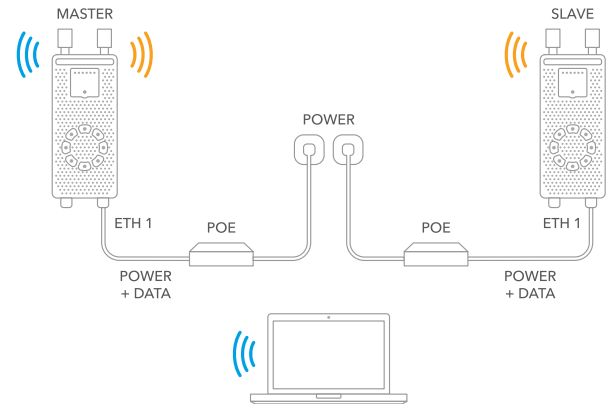 MASTER
SLAVE
POWER
ETH 1
POE
POE
ETH 1
POWER
+ DATA
POWER
+ DATA